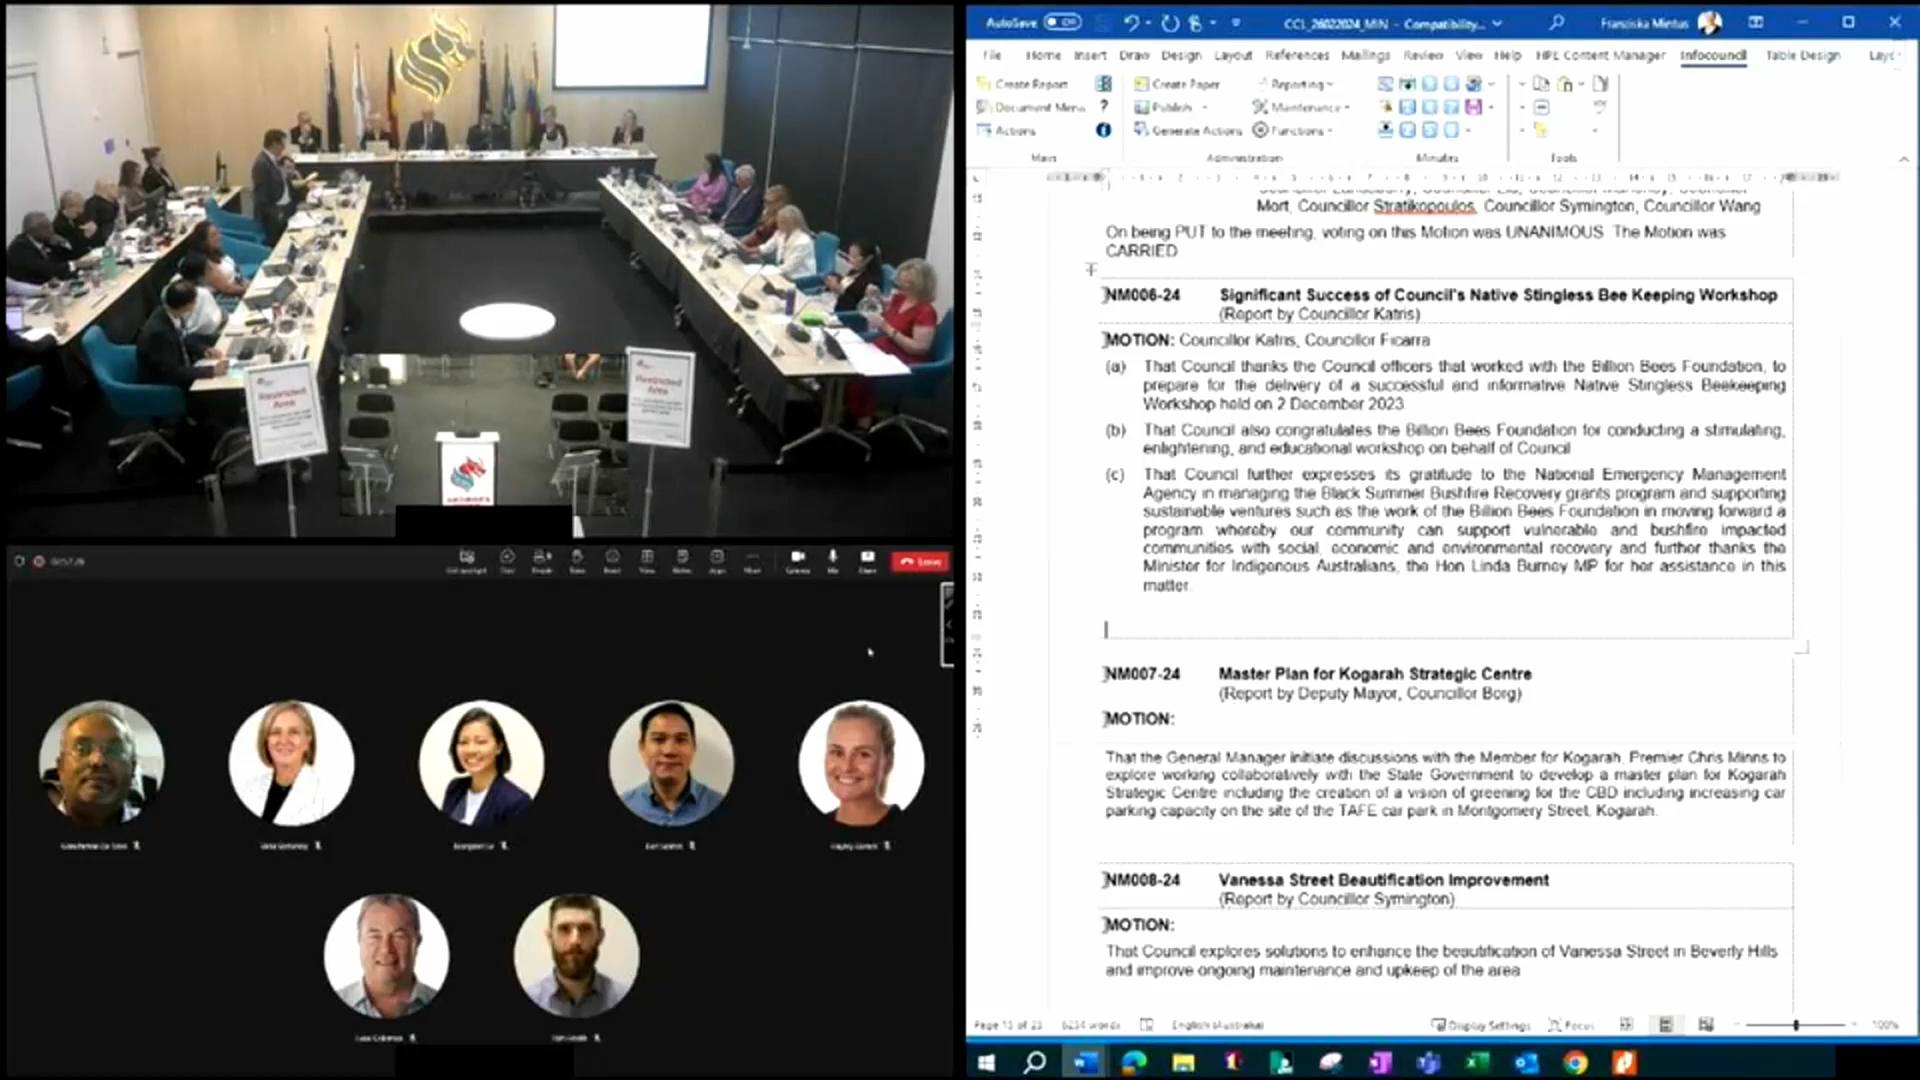 Restricted
Area
Restricted
Area
Leave
AutoSave
CCL_26022024_MIN - Compatibility...
Franziska Mintus
File Home Insert Draw Design Layout References Mailings Review View Help HPE Content Manager Infocouncil Table Design
Create Report
Create Paper
Reporting
Document Menu
?
Publish
Maintenance
Actions
Generate Actions
Functions
Main
Administration
Minutes
Tools
Mort, Councillor Stratikopoulos, Councillor Symington, Councillor Wang
On being PUT to the meeting, voting on this Motion was UNANIMOUS. The Motion was
CARRIED
NM006-24 Significant Success of Council's Native Stingless Bee Keeping Workshop
(Report by Councillor Katris)
MOTION: Councillor Katris, Councillor Ficarra
(a) That Council thanks the Council officers that worked with the Billion Bees Foundation, to
prepare for the delivery of a successful and informative Native Stingless Beekeeping
Workshop held on 2 December 2023
(b) That Council also congratulates the Billion Bees Foundation for conducting a stimulating,
enlightening, and educational workshop on behalf of Council
(c) That Council further expresses its gratitude to the National Emergency Management
Agency in managing the Black Summer Bushfire Recovery grants program and supporting
sustainable ventures such as the work of the Billion Bees Foundation in moving forward a
program whereby our community can support vulnerable and bushfire impacted
communities with social, economic and environmental recovery and further thanks the
Minister for Indigenous Australians, the Hon Linda Burney MP for her assistance in this
matter.
NM007-24 Master Plan for Kogarah Strategic Centre
(Report by Deputy Mayor, Councillor Borg)
MOTION:
That the General Manager initiate discussions with the Member for Kogarah, Premier Chris Minns to
explore working collaboratively with the State Government to develop a master plan for Kogarah
Strategic Centre including the creation of a vision of greening for the CBD including increasing car
parking capacity on the site of the TAFE car park in Montgomery Street, Kogarah.
NM008-24 Vanessa Street Beautification Improvement
(Report by Councillor Symington)
MOTION:
That Council explores solutions to enhance the beautification of Vanessa Street in Beverly Hills
and improve ongoing maintenance and upkeep of the area
English (Australia)
Display Settings
Focus
100%